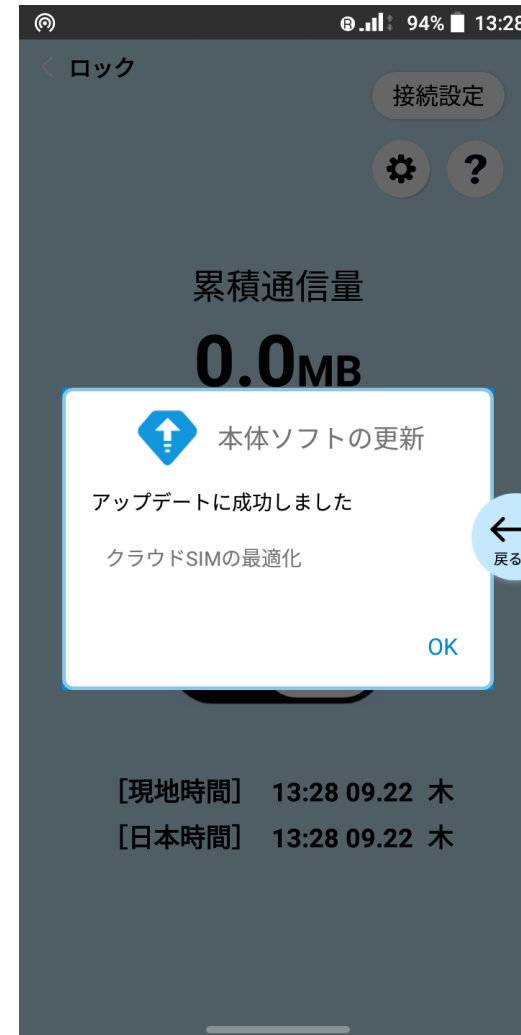 94% 13:28
ロック
接続設定
?
累積通信量
0.0MB
本体ソフトの更新
アップデートに成功しました
クラウドSIMの最適化
戻る
OK
［現地時間］ 13:28 09.22 木
［日本時間］ 13:28 09.22 木